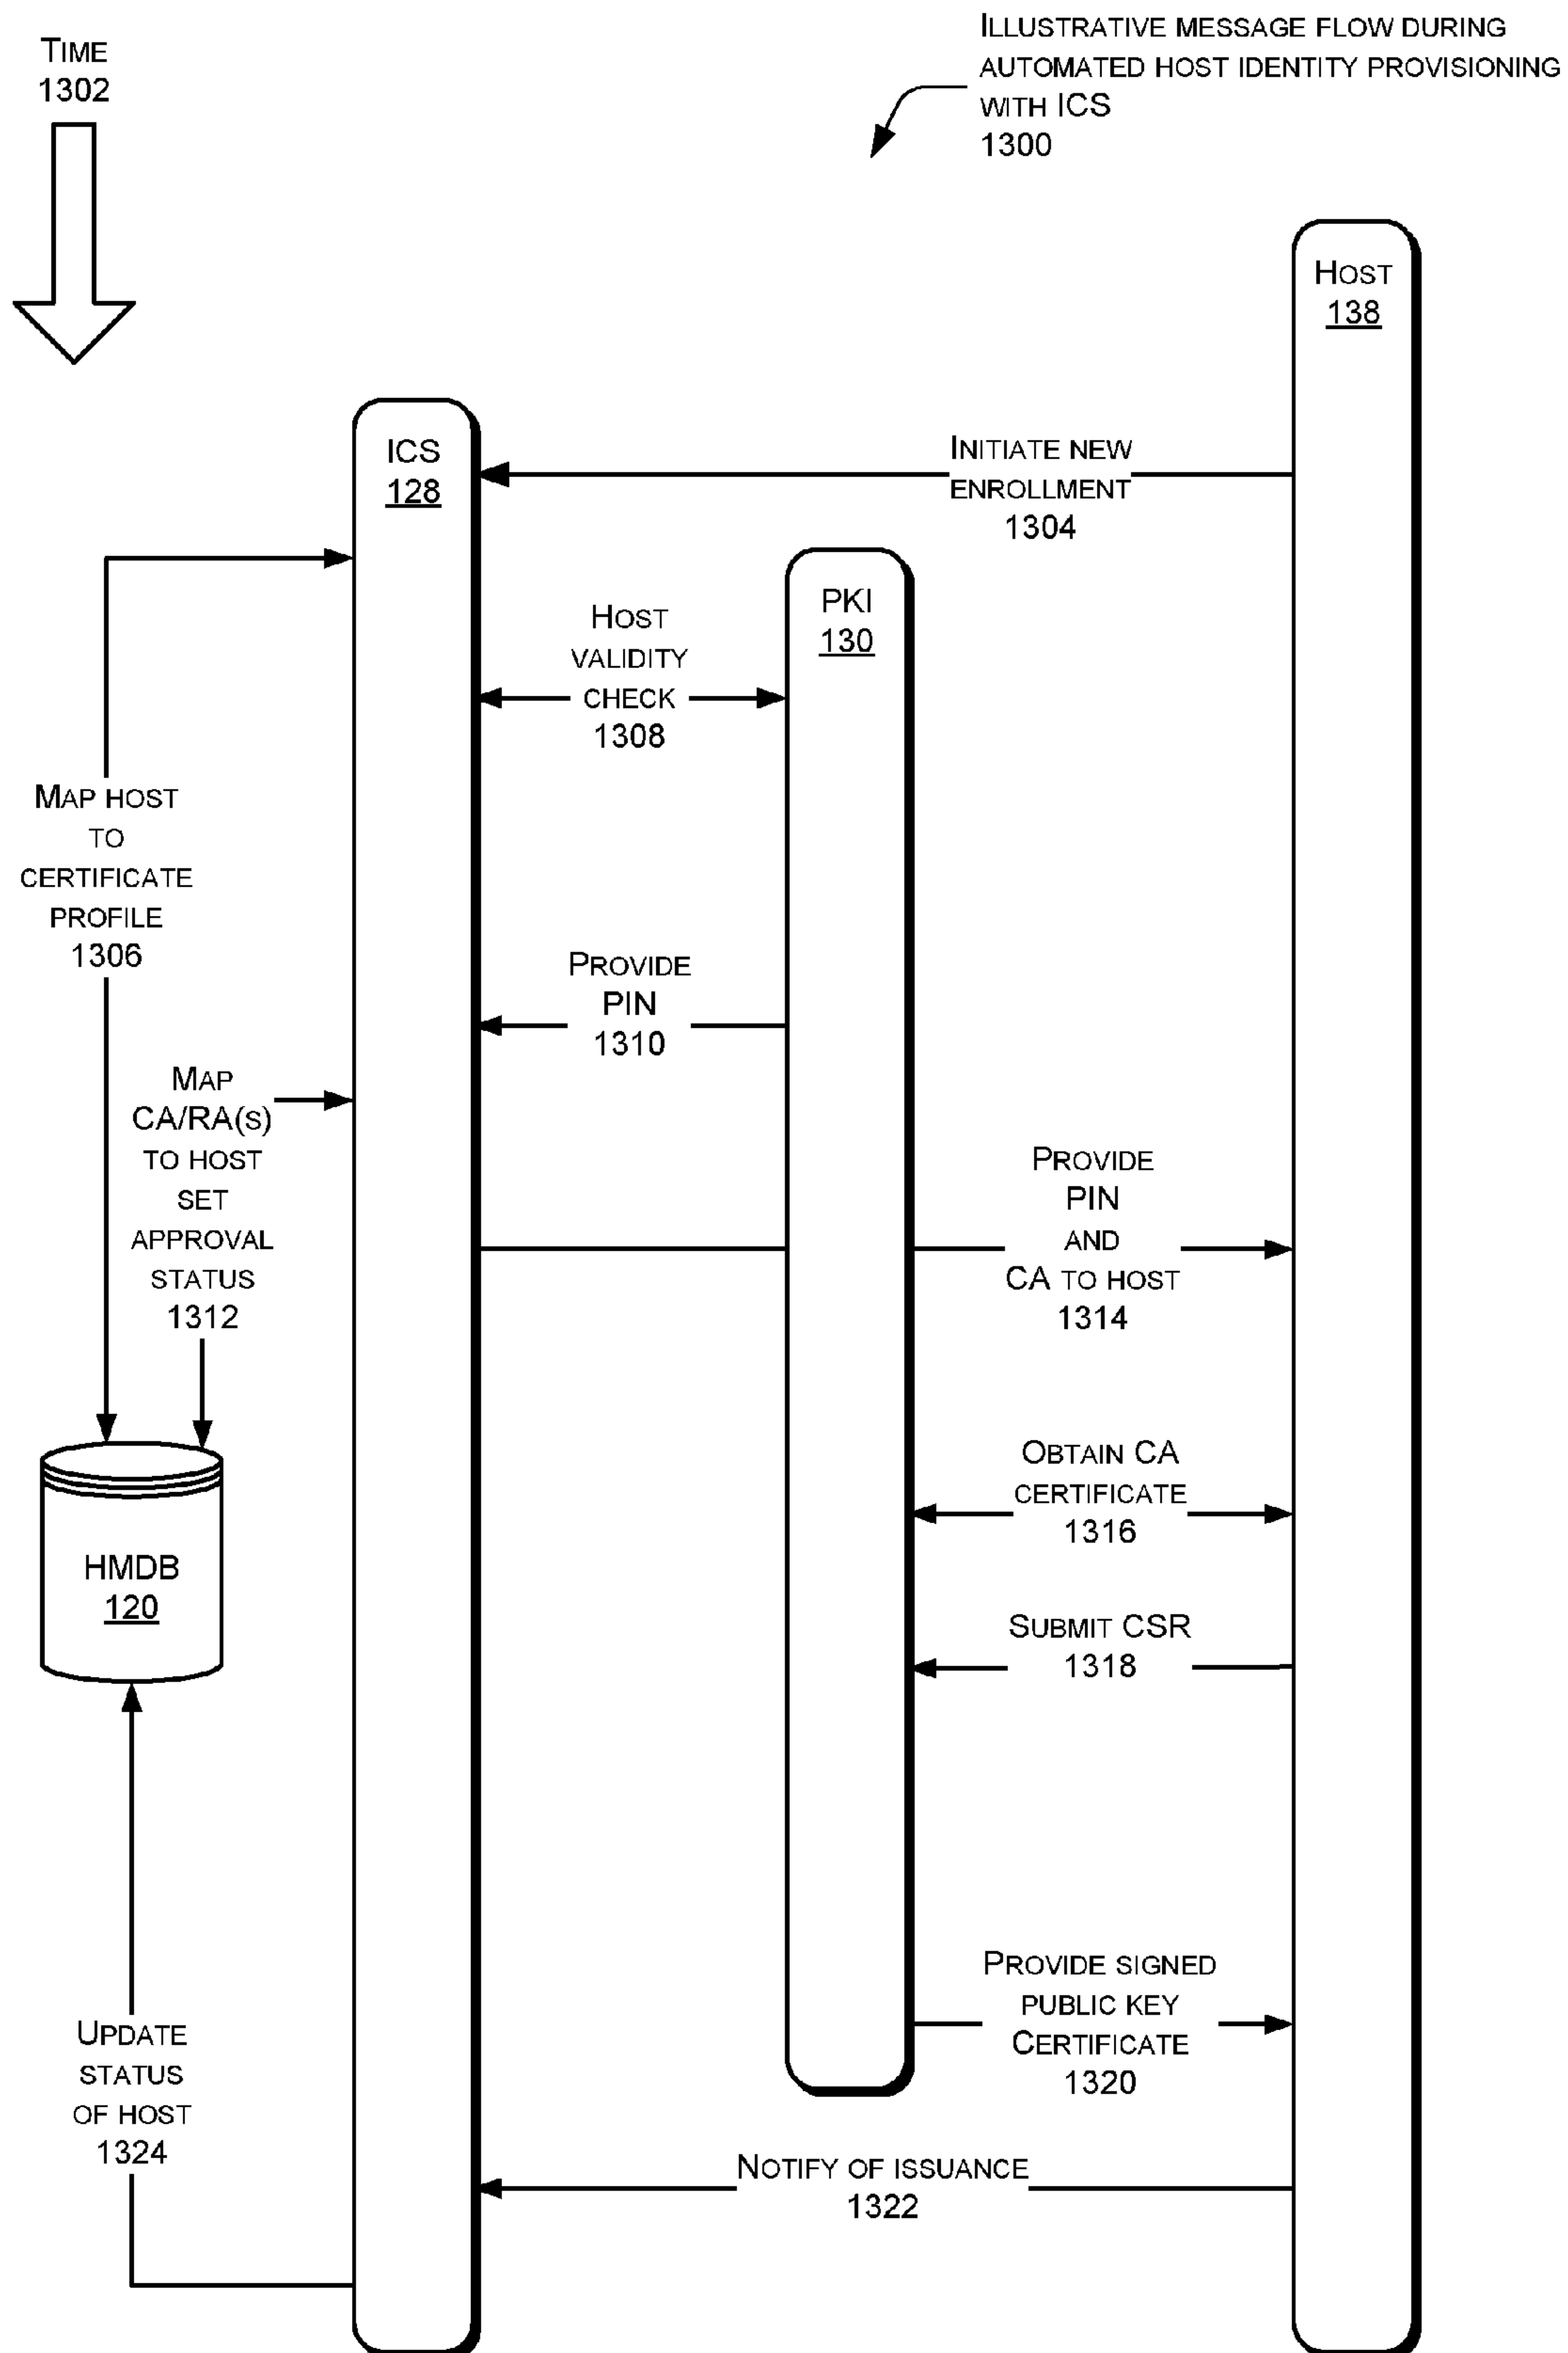 TIME
1302
ILLUSTRATIVE MESSAGE FLOW DURING
AUTOMATED HOST IDENTITY PROVISIONING
WITH ICS
1300
HOST
138
ICS
128
INITIATE NEW
ENROLLMENT
1304
PKI
130
HOST
VALIDITY
CHECK
1308
MAP HOST
TO
CERTIFICATE
PROFILE
1306
PROVIDE
PIN
1310
MAP
CA/RA(S)
TO HOST
SET
APPROVAL
STATUS
1312
PROVIDE
PIN
AND
CA TO HOST
1314
OBTAIN CA
CERTIFICATE
1316
HMDB
120
SUBMIT CSR
1318
PROVIDE SIGNED
PUBLIC KEY
CERTIFICATE
1320
UPDATE
STATUS
OF HOST
1324
NOTIFY OF ISSUANCE
1322